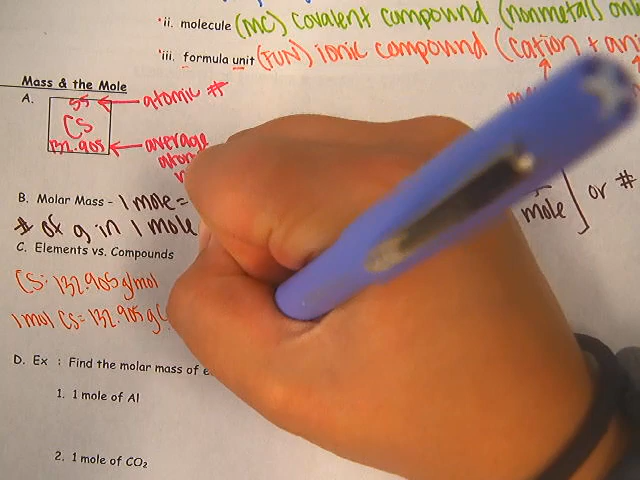 ii. molecule (MC) covalent compound (nonmetals only
iii. formula unit (FUN) ionic compound (cation + ani
Mass & the Mole
A. 55 atomic #
Cs
132.905 average
atom
B. Molar Mass - 1 mole = mole or #
# of g in 1 mole
C. Elements vs. Compounds
Cs: 132.905 g/mol
1 mol Cs = 132.905 g
D. Ex : Find the molar mass of
1. 1 mole of Al
2. 1 mole of CO₂